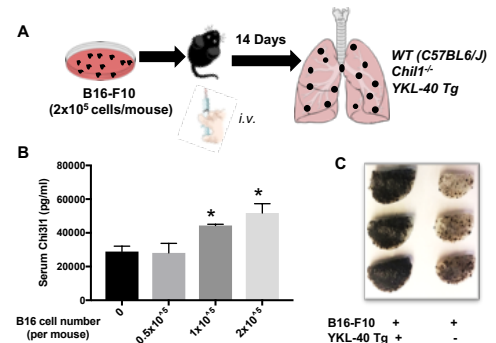 A
14 Days
WT (C57BL6/J)
Chil1-/-
YKL-40 Tg
B16-F10
(2x10^5 cells/mouse)
i.v.
B
C
80000
60000
40000
20000
0
Serum Chi3l1 (pg/ml)
*
*
0
0.5x10^5
1x10^5
2x10^5
B16 cell number
(per mouse)
B16-F10 + +
YKL-40 Tg + -